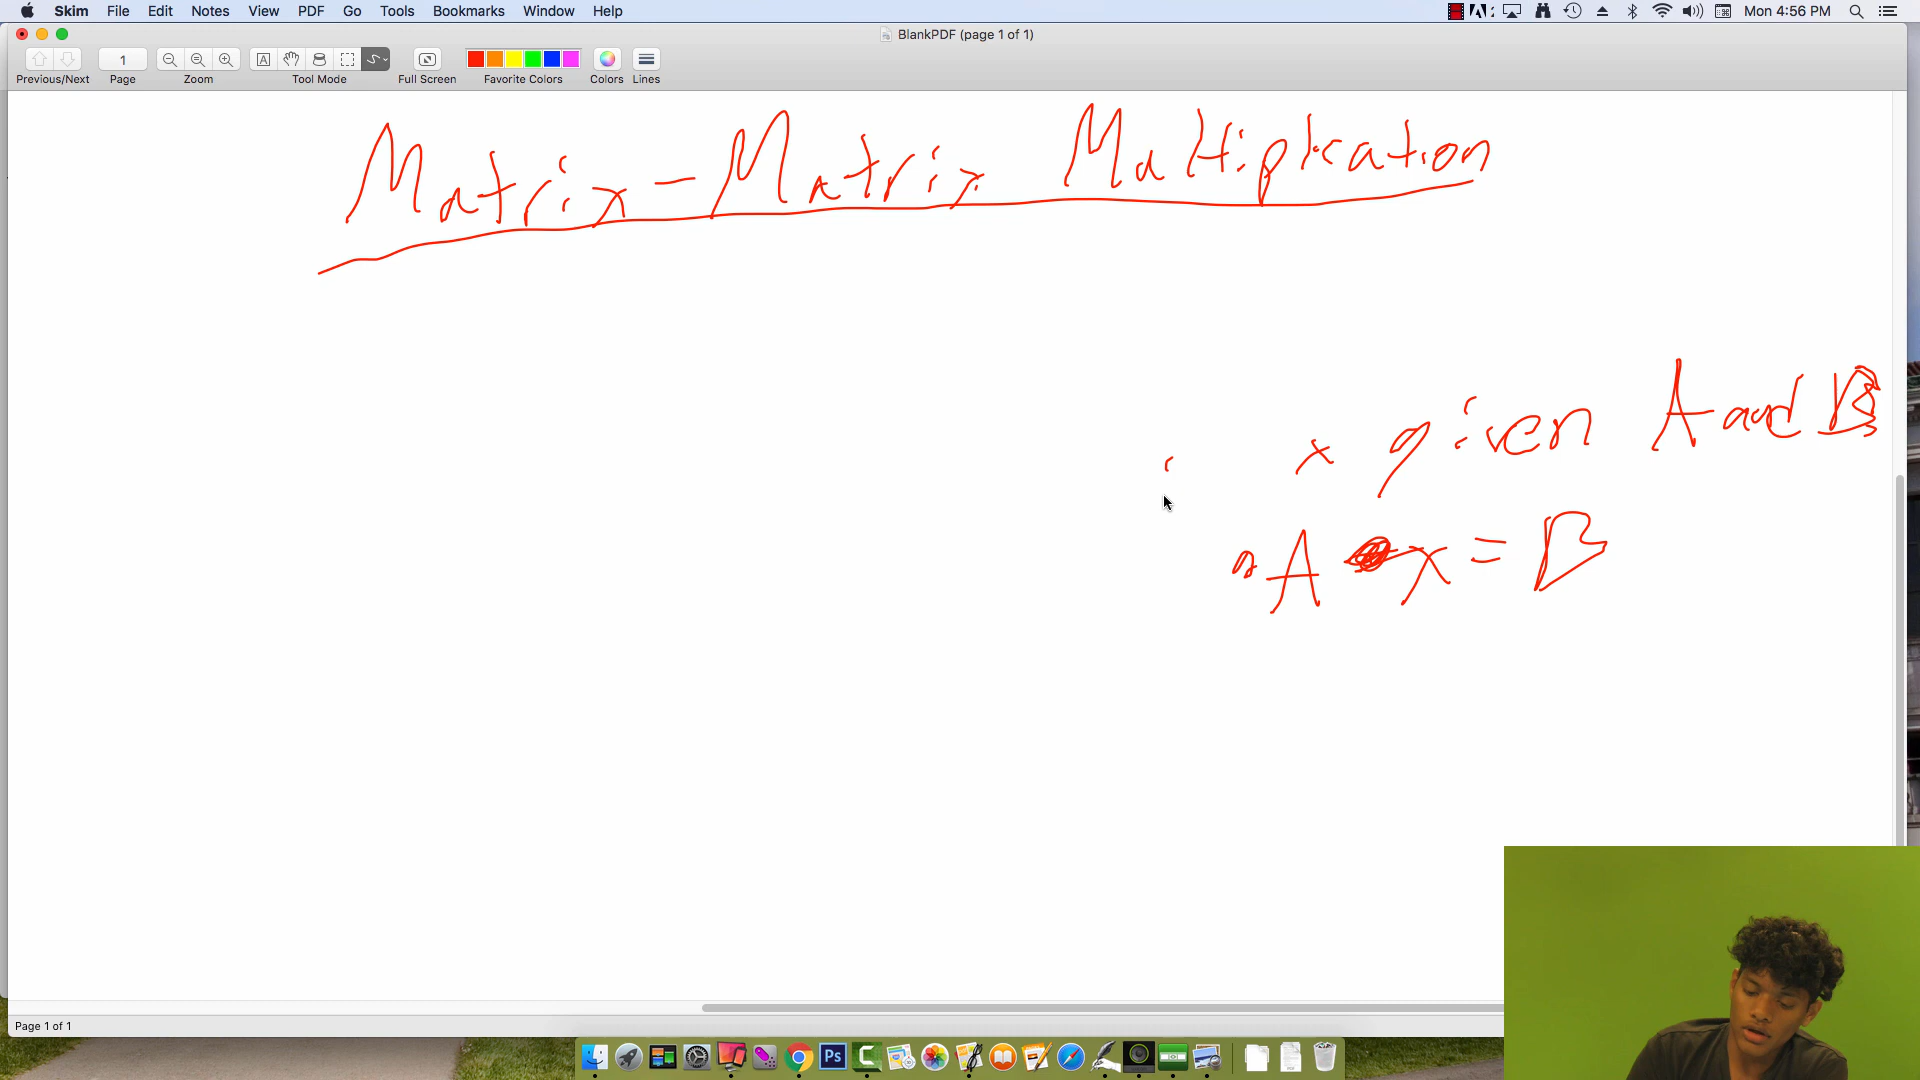 Skim File Edit Notes View PDF Go Tools Bookmarks Window Help Mon 4:56 PM
BlankPDF (page 1 of 1)
1
Previous/Next Page Zoom Tool Mode Full Screen Favorite Colors Colors Lines
Matrix-Matrix Multiplication
x given A and B
A x = B
Page 1 of 1
Ps